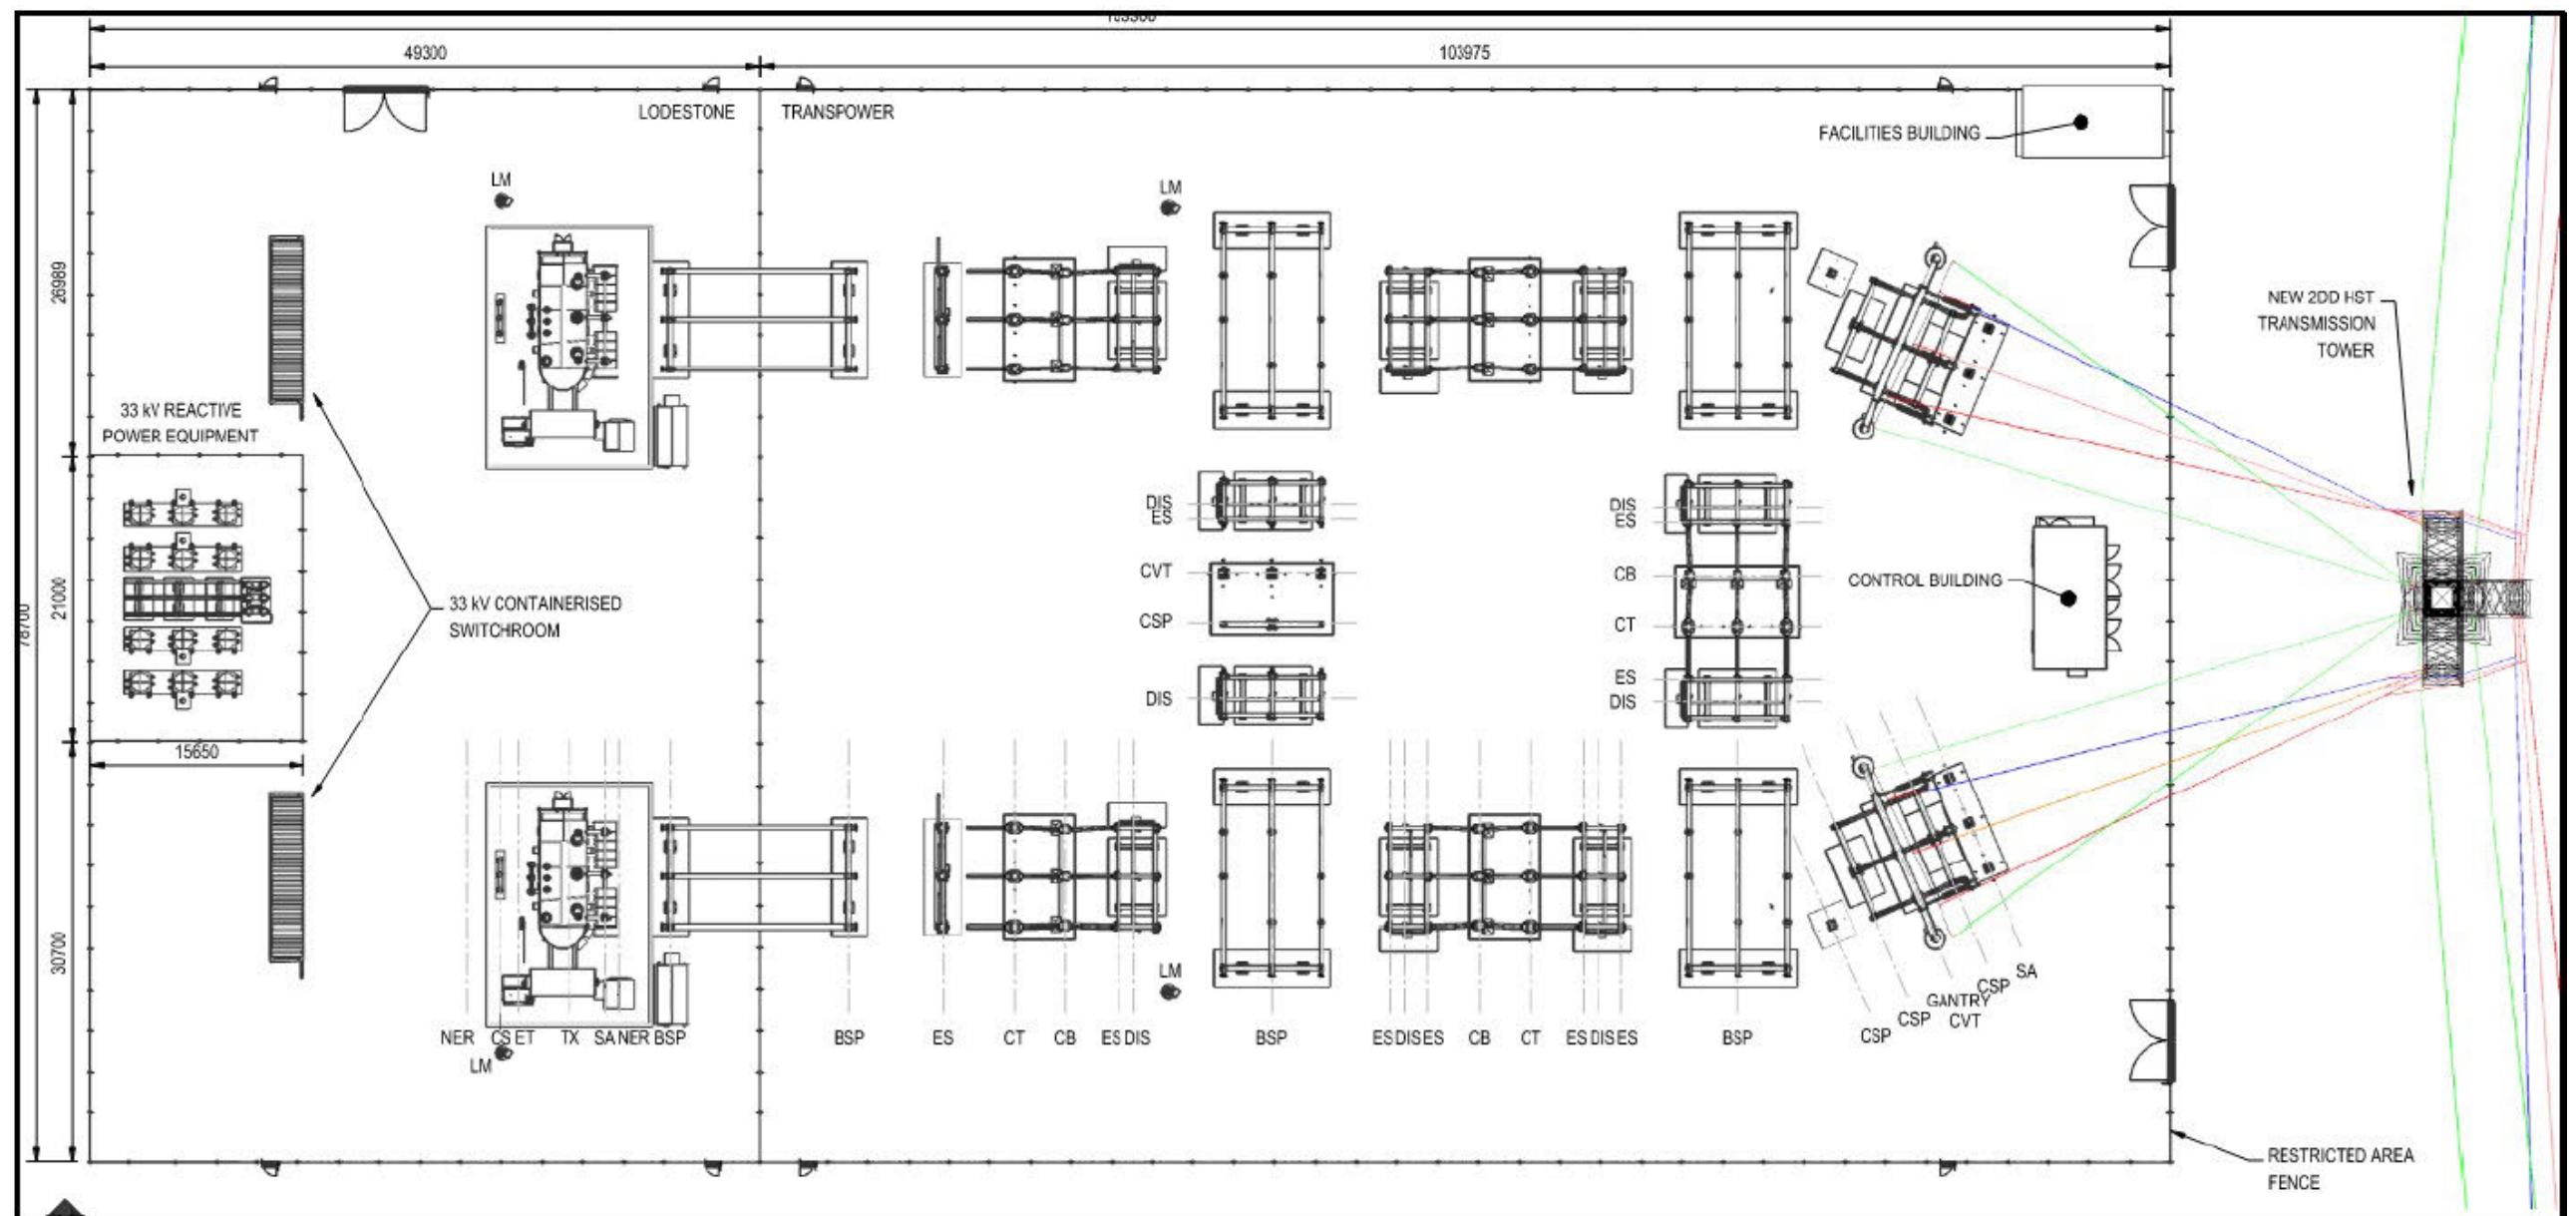 49300
103975
LODESTONE
TRANSPOWER
FACILITIES BUILDING
LM
LM
26989
NEW 2DD HST
TRANSMISSION
TOWER
33 kV REACTIVE
POWER EQUIPMENT
DIS
ES
DIS
ES
CVT
CB
CONTROL BUILDING
21000
33 kV CONTAINERISED
SWITCHROOM
CSP
CT
ES
DIS
DIS
15650
30700
LM
SA
CSP
GANTRY
CSP
CVT
CSP
NER CS ET TX SA NER BSP BSP ES CT CB ES DIS BSP ES DIS ES CB CT ES DIS ES BSP
LM
RESTRICTED AREA
FENCE